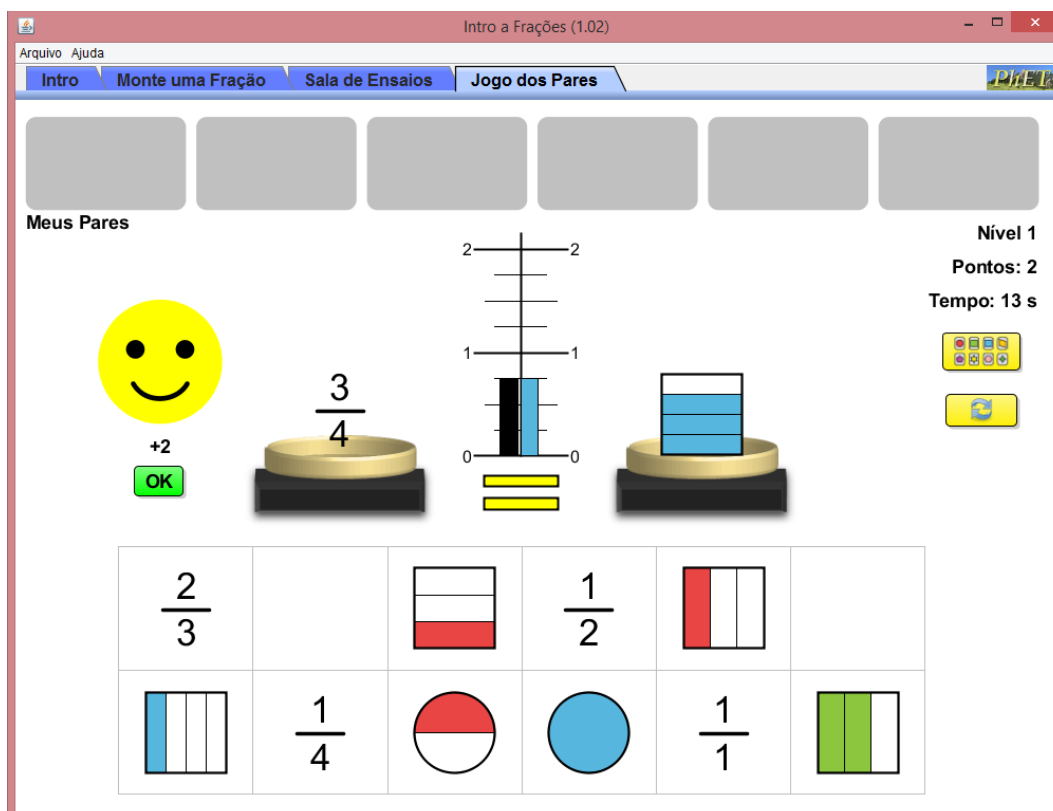 Intro a Frações (1.02)
Arquivo Ajuda
Intro Monte uma Fração Sala de Ensaios Jogo dos Pares PhET
Meus Pares
Nível 1
Pontos: 2
Tempo: 13 s
2 2
1 1
0 0
3
4
+2
OK
2
3
1
2
1
4
1
1